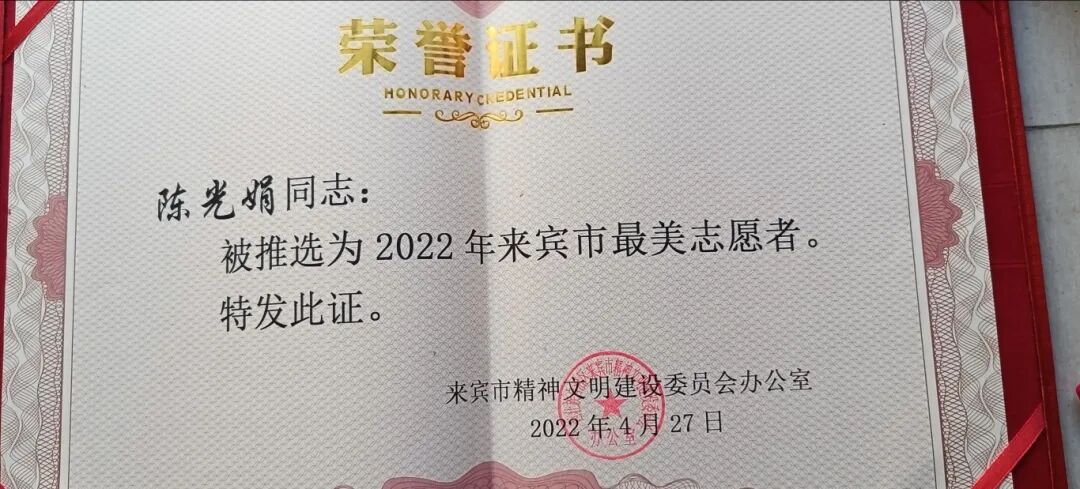 荣誉证书
HONORARY CREDENTIAL
陈光娟同志：
被推选为2022年来宾市最美志愿者。
特发此证。
来宾市精神文明建设委员会办公室
2022年4月27日
办公室